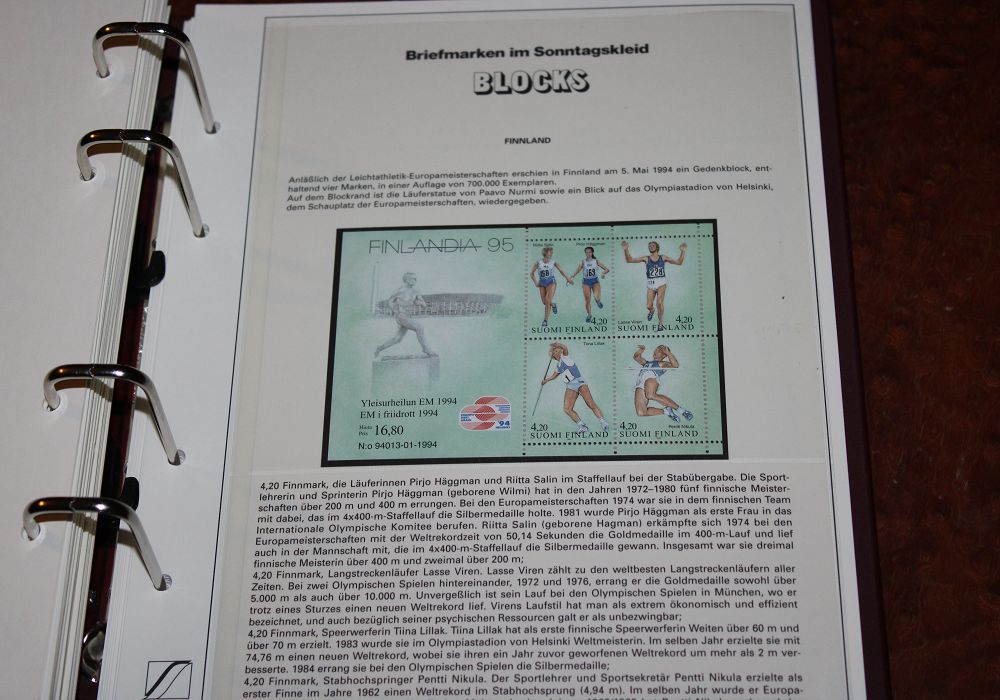 Briefmarken im Sonntagskleid
BLOCKS
FINNLAND
Anläßlich der Leichtathletik-Europameisterschaften erschien in Finnland am 5. Mai 1994 ein Gedenkblock, ent-
haltend vier Marken, in einer Auflage von 700.000 Exemplaren.
Auf dem Blockrand ist die Läuferstatue von Paavo Nurmi sowie ein Blick auf das Olympiastadion von Helsinki,
dem Schauplatz der Europameisterschaften, wiedergegeben.
FINLANDIA 95
Riitta Salin
Pirjo Häggman
158
163
4,20
SUOMI FINLAND
228
Lasse Viren
4,20
SUOMI FINLAND
Tiina Lillak
1
4,20
SUOMI FINLAND
4,20
Pentti Nikula
SUOMI FINLAND
Yleisurheilun EM 1994
EM i friidrott 1994
Hinta
Pris 16,80
N:o 94013-01-1994
94
4,20 Finnmark, die Läuferinnen Pirjo Häggman und Riitta Salin im Staffellauf bei der Stabübergabe. Die Sport-
lehrerin und Sprinterin Pirjo Häggman (geborene Wilmi) hat in den Jahren 1972–1980 fünf finnische Meister-
schaften über 200 m und 400 m errungen. Bei den Europameisterschaften 1974 war sie in dem finnischen Team
mit dabei, das im 4x400-m-Staffellauf die Silbermedaille holte. 1981 wurde Pirjo Häggman als erste Frau in das
Internationale Olympische Komitee berufen. Riitta Salin (geborene Hagman) erkämpfte sich 1974 bei den
Europameisterschaften mit der Weltrekordzeit von 50,14 Sekunden die Goldmedaille im 400-m-Lauf und lief
auch in der Mannschaft mit, die im 4x400-m-Staffellauf die Silbermedaille gewann. Insgesamt war sie dreimal
finnische Meisterin über 400 m und zweimal über 200 m;
4,20 Finnmark, Langstreckenläufer Lasse Viren. Lasse Viren zählt zu den weltbesten Langstreckenläufern aller
Zeiten. Bei zwei Olympischen Spielen hintereinander, 1972 und 1976, errang er die Goldmedaille sowohl über
5.000 m als auch über 10.000 m. Unvergeßlich ist sein Lauf bei den Olympischen Spielen in München, wo er
trotz eines Sturzes einen neuen Weltrekord lief. Virens Laufstil hat man als extrem ökonomisch und effizient
bezeichnet, und auch bezüglich seiner psychischen Ressourcen galt er als unbezwingbar;
4,20 Finnmark, Speerwerferin Tiina Lillak. Tiina Lillak hat als erste finnische Speerwerferin Weiten über 60 m und
über 70 m erzielt. 1983 wurde sie im Olympiastadion von Helsinki Weltmeisterin. Im selben Jahr erzielte sie mit
74,76 m einen neuen Weltrekord, wobei sie ihren ein Jahr zuvor geworfenen Weltrekord um mehr als 2 m ver-
besserte. 1984 errang sie bei den Olympischen Spielen die Silbermedaille;
4,20 Finnmark, Stabhochspringer Pentti Nikula. Der Sportlehrer und Sportsekretär Pentti Nikula erzielte als
erster Finne im Jahre 1962 einen Weltrekord im Stabhochsprung (4,94 m). Im selben Jahr wurde er Europa-